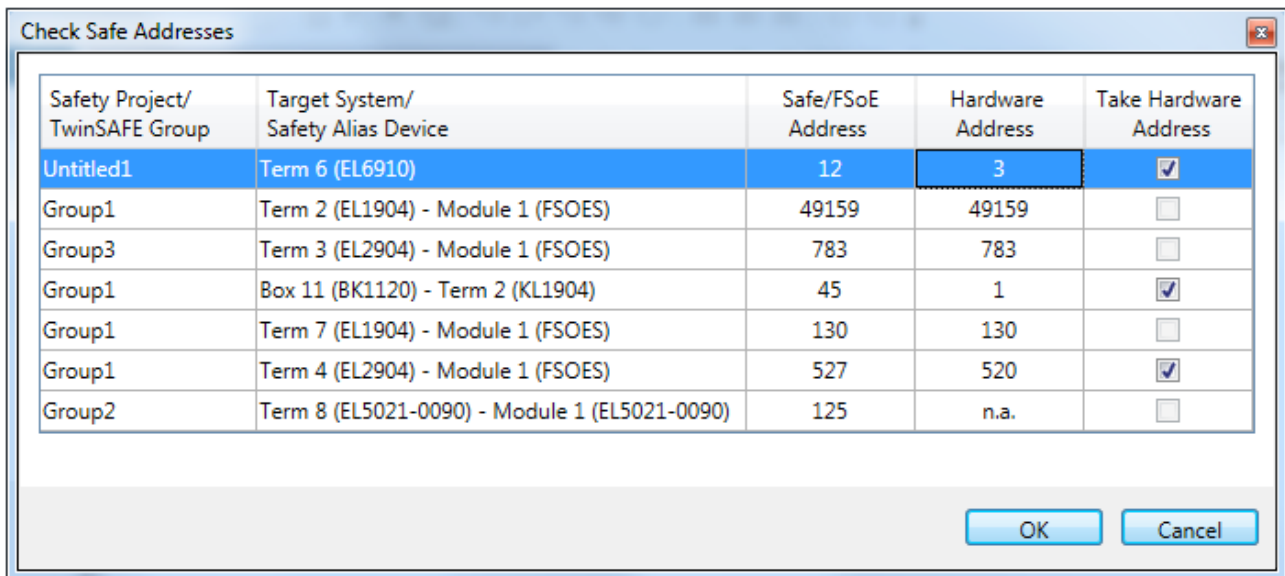 Check Safe Addresses
Safety Project/ Target System/ Safe/FSoE Hardware Take Hardware
TwinSAFE Group Safety Alias Device Address Address Address
Untitled1 Term 6 (EL6910) 12 3
Group1 Term 2 (EL1904) - Module 1 (FSOES) 49159 49159
Group3 Term 3 (EL2904) - Module 1 (FSOES) 783 783
Group1 Box 11 (BK1120) - Term 2 (KL1904) 45 1
Group1 Term 7 (EL1904) - Module 1 (FSOES) 130 130
Group1 Term 4 (EL2904) - Module 1 (FSOES) 527 520
Group2 Term 8 (EL5021-0090) - Module 1 (EL5021-0090) 125 n.a.
OK Cancel